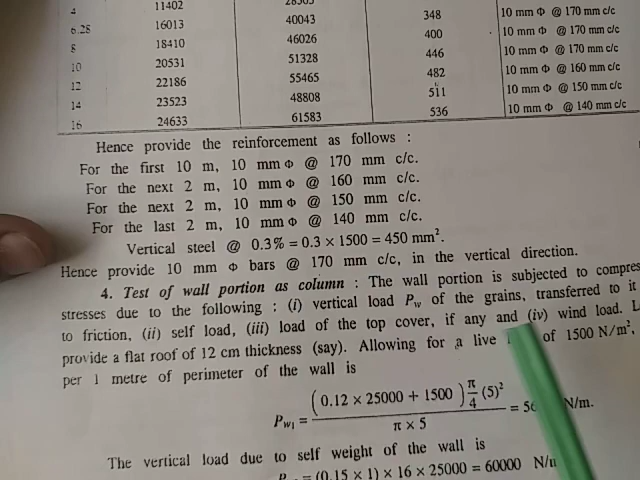 4 11402 28505
6.25 16013 40043 348 10 mm Φ @ 170 mm c/c
8 18410 46026 400 10 mm Φ @ 170 mm c/c
10 20531 51328 446 10 mm Φ @ 170 mm c/c
12 22186 55465 482 10 mm Φ @ 160 mm c/c
14 23523 48808 511 10 mm Φ @ 150 mm c/c
16 24633 61583 536 10 mm Φ @ 140 mm c/c
Hence provide the reinforcement as follows :
For the first 10 m, 10 mm Φ @ 170 mm c/c.
For the next 2 m, 10 mm Φ @ 160 mm c/c.
For the next 2 m, 10 mm Φ @ 150 mm c/c.
For the last 2 m, 10 mm Φ @ 140 mm c/c.
Vertical steel @ 0.3% = 0.3 × 1500 = 450 mm².
Hence provide 10 mm Φ bars @ 170 mm c/c, in the vertical direction.
4. Test of wall portion as column : The wall portion is subjected to compres
stresses due to the following : (i) vertical load P_w of the grains, transferred to it
to friction, (ii) self load, (iii) load of the top cover, if any and (iv) wind load. L
provide a flat roof of 12 cm thickness (say). Allowing for a live of 1500 N/m²,
per 1 metre of perimeter of the wall is
P_w1 = (0.12 × 25000 + 1500) π/4 (5)² / π × 5 = 56 N/m.
The vertical load due to self weight of the wall is
= (0.15 × 1) × 16 × 25000 = 60000 N/m